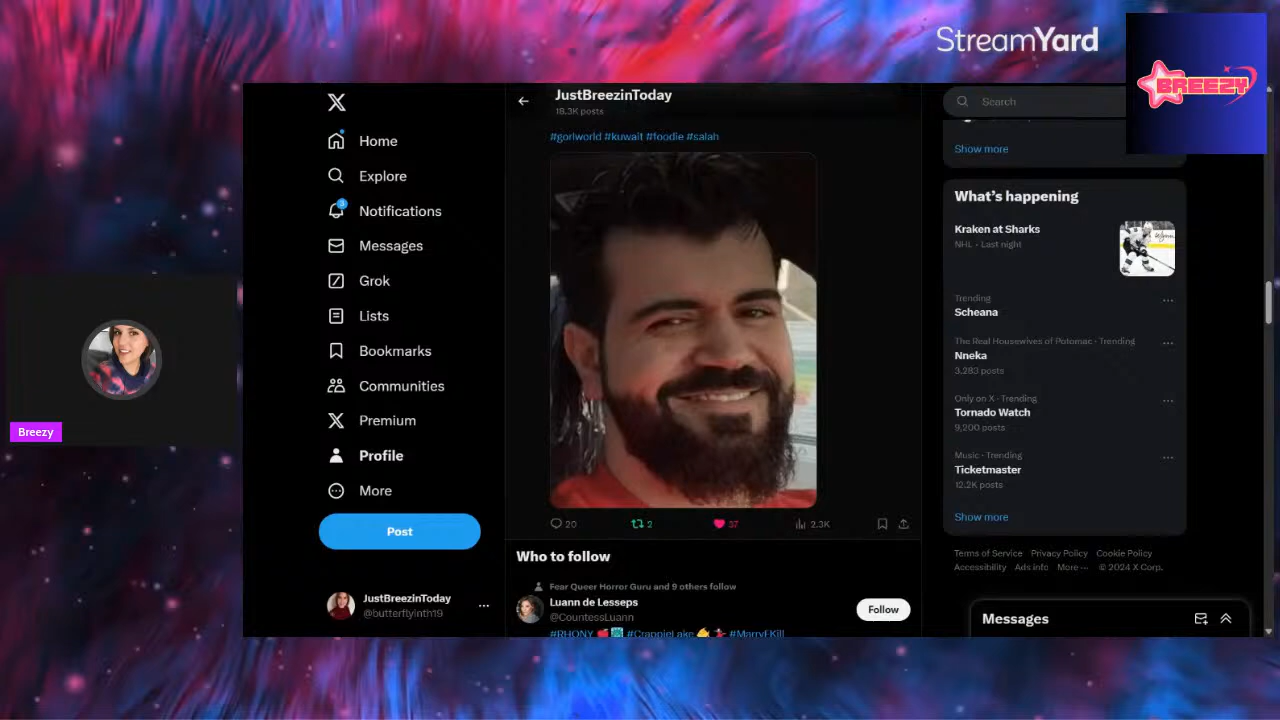 StreamYard
BREEZY
Breezy
Home
Explore
3
Notifications
Messages
Grok
Lists
Bookmarks
Communities
Premium
Profile
More
Post
JustBreezinToday
@butterflyinth19
JustBreezinToday
18.3K posts
#gorlworld #kuwait #foodie #salah
20
2
37
2.3K
Who to follow
Fear Queer Horror Guru and 9 others follow
Luann de Lesseps
@CountessLuann
Follow
#RHONY 🍎 #CrappieLake #Marryf Kill
Search
Show more
What's happening
Kraken at Sharks
NHL · Last night
Trending
Scheana
The Real Housewives of Potomac · Trending
Nneka
3,283 posts
Only on X · Trending
Tornado Watch
9,200 posts
Music · Trending
Ticketmaster
12.2K posts
Show more
Terms of Service Privacy Policy Cookie Policy
Accessibility Ads info More ··· © 2024 X Corp.
Messages